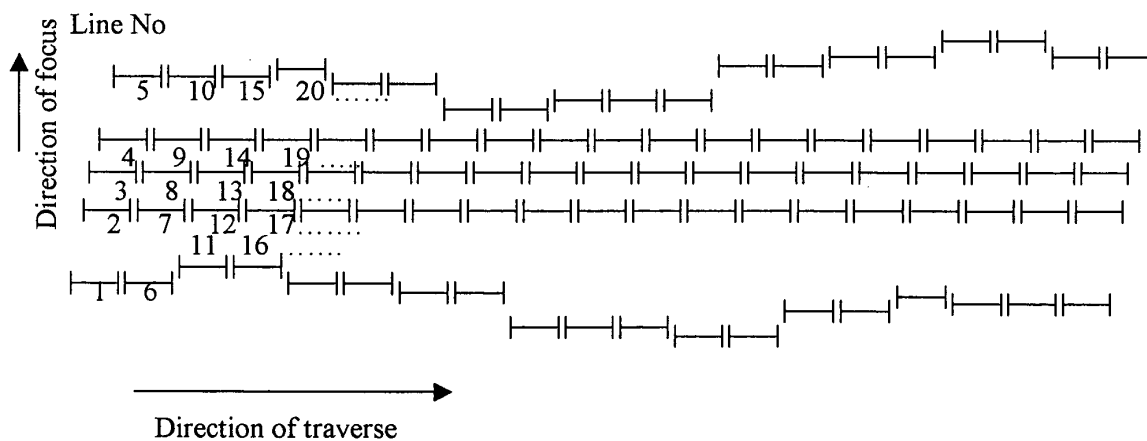 Line No
Direction of focus
5 10 15 20 ......
4 9 14 19 .....
3 8 13 18 ......
2 7 12 17 ........
11 16 ......
1 6
Direction of traverse